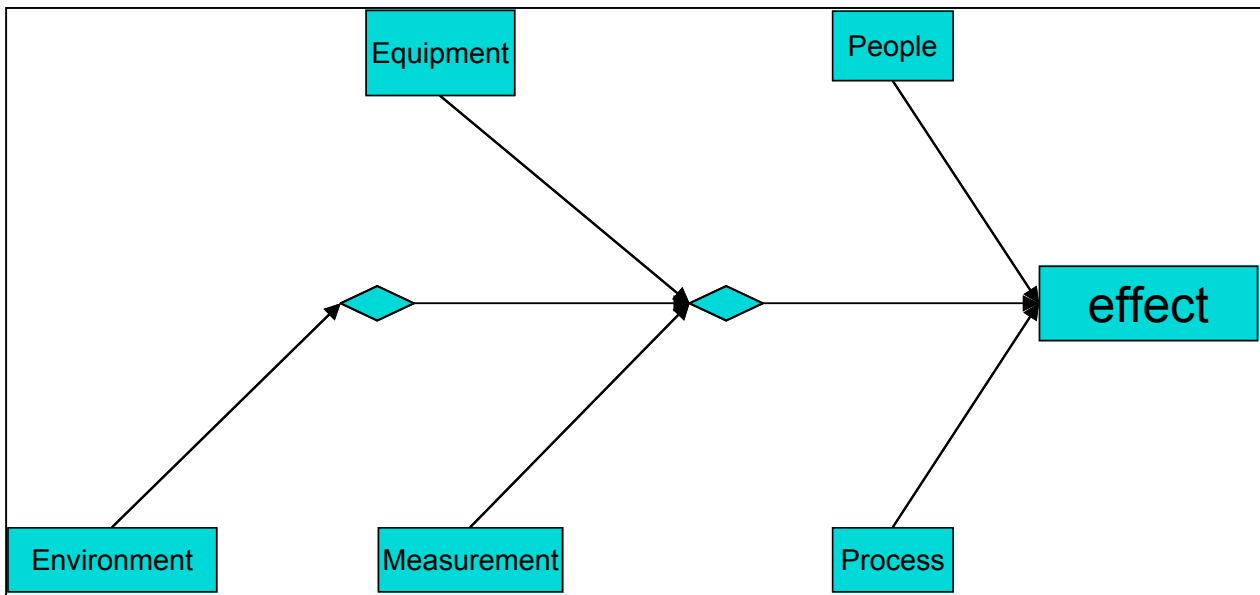 Equipment
People
effect
Environment
Measurement
Process